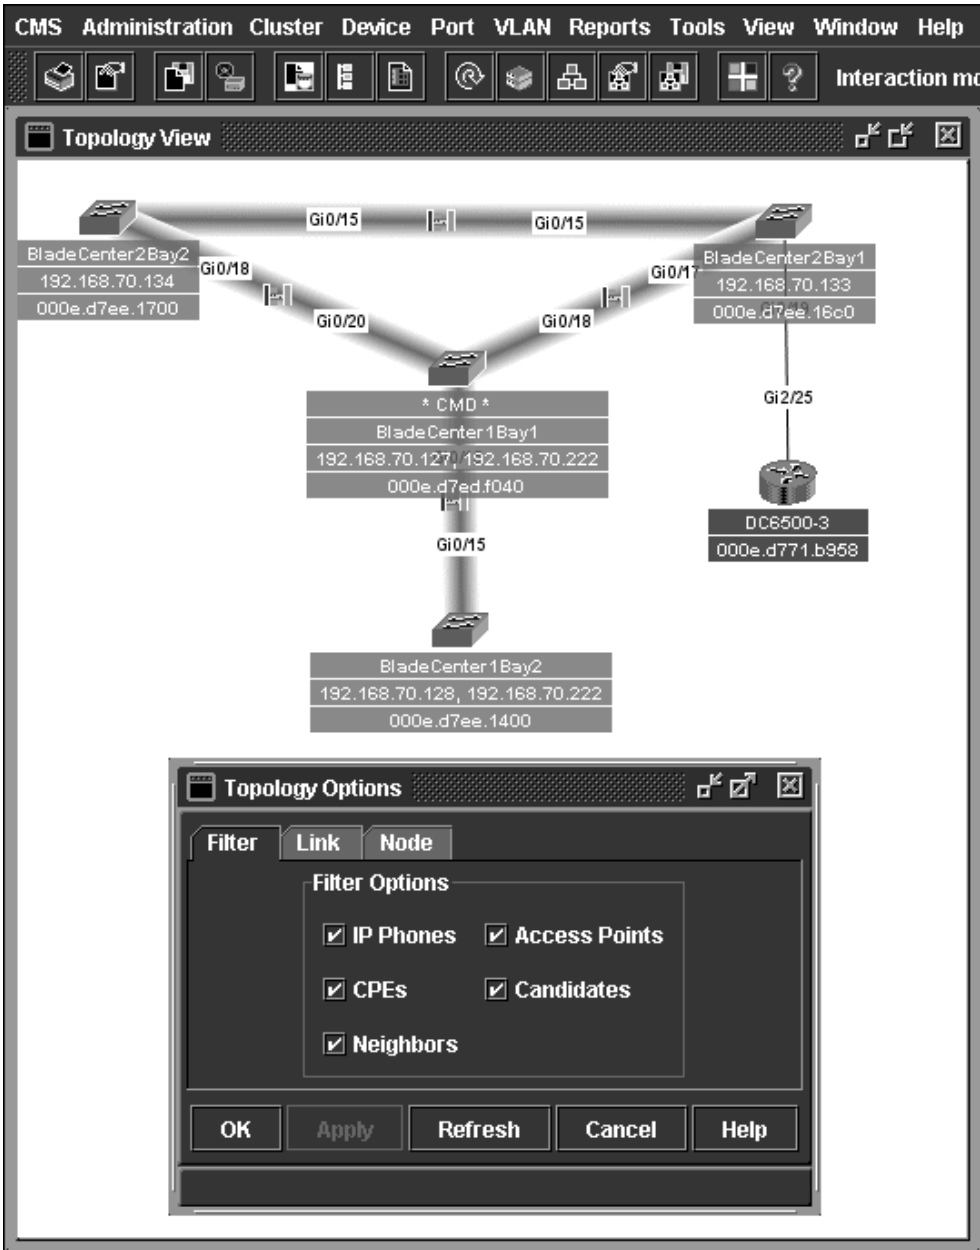 CMS Administration Cluster Device Port VLAN Reports Tools View Window Help
Interaction mo
Topology View
Gi0/15 Gi0/15
BladeCenter2Bay2
192.168.70.134
000e.d7ee.1700
Gi0/18
Gi0/17
BladeCenter2Bay1
192.168.70.133
000e.d7ee.16c0
Gi0/20
Gi0/18
Gi2/25
* CMD *
BladeCenter1Bay1
192.168.70.127, 192.168.70.222
000e.d7ed.f040
DC6500-3
000e.d771.b958
Gi0/15
BladeCenter1Bay2
192.168.70.128, 192.168.70.222
000e.d7ee.1400
Topology Options
Filter Link Node
Filter Options
IP Phones Access Points
CPEs Candidates
Neighbors
OK Apply Refresh Cancel Help